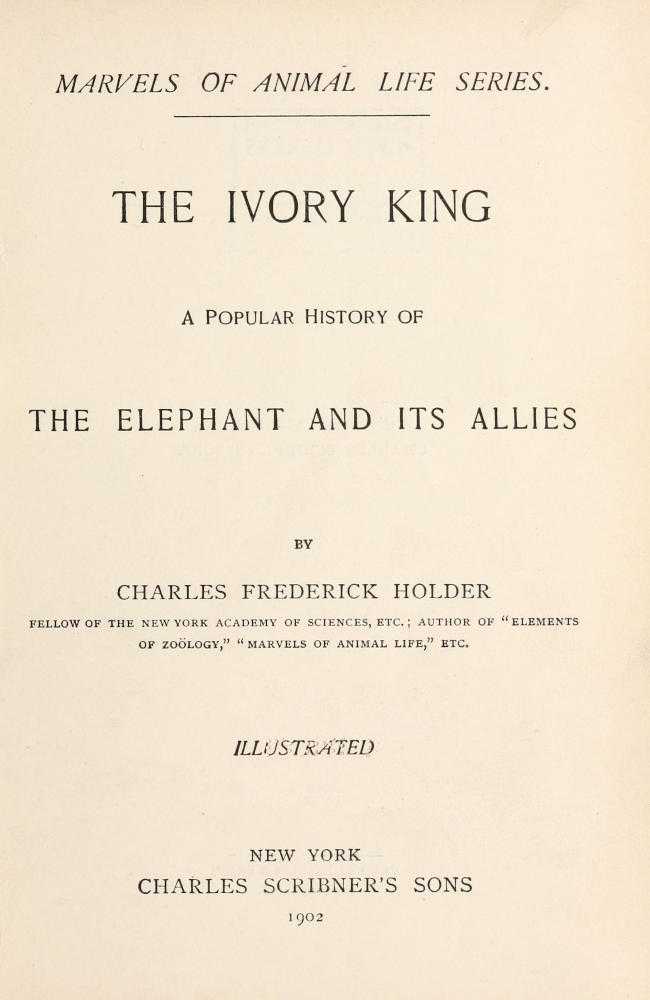 MARVELS OF ANIMAL LIFE SERIES.
THE IVORY KING
A POPULAR HISTORY OF
THE ELEPHANT AND ITS ALLIES
BY
CHARLES FREDERICK HOLDER
FELLOW OF THE NEW YORK ACADEMY OF SCIENCES, ETC.; AUTHOR OF "ELEMENTS
OF ZOÖLOGY," "MARVELS OF ANIMAL LIFE," ETC.
ILLUSTRATED
NEW YORK
CHARLES SCRIBNER'S SONS
1902